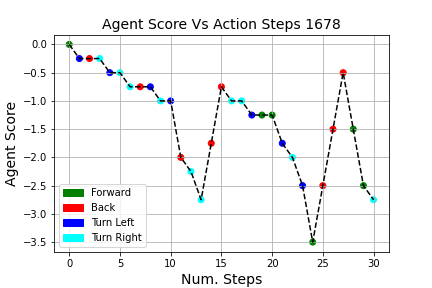 Agent Score Vs Action Steps 1678
0.0
−0.5
−1.0
−1.5
−2.0
−2.5
−3.0
−3.5
Agent Score
Forward
Back
Turn Left
Turn Right
0 5 10 15 20 25 30
Num. Steps